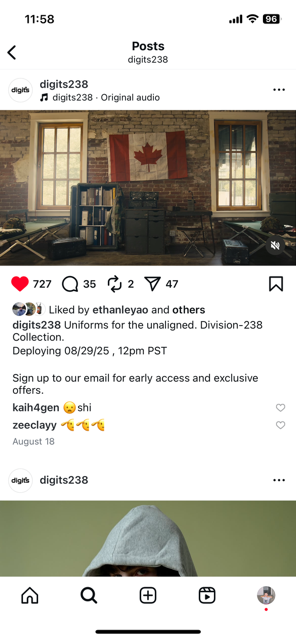 11:58
96
Posts
digits238
digits
digits238
digits238 · Original audio
727
35
2
47
Liked by ethanleyao and others
digits238 Uniforms for the unaligned. Division-238
Collection.
Deploying 08/29/25 , 12pm PST
Sign up to our email for early access and exclusive
offers.
kaih4gen 😥shi
zeeclayy 🫡🫡🫡
August 18
digits
digits238